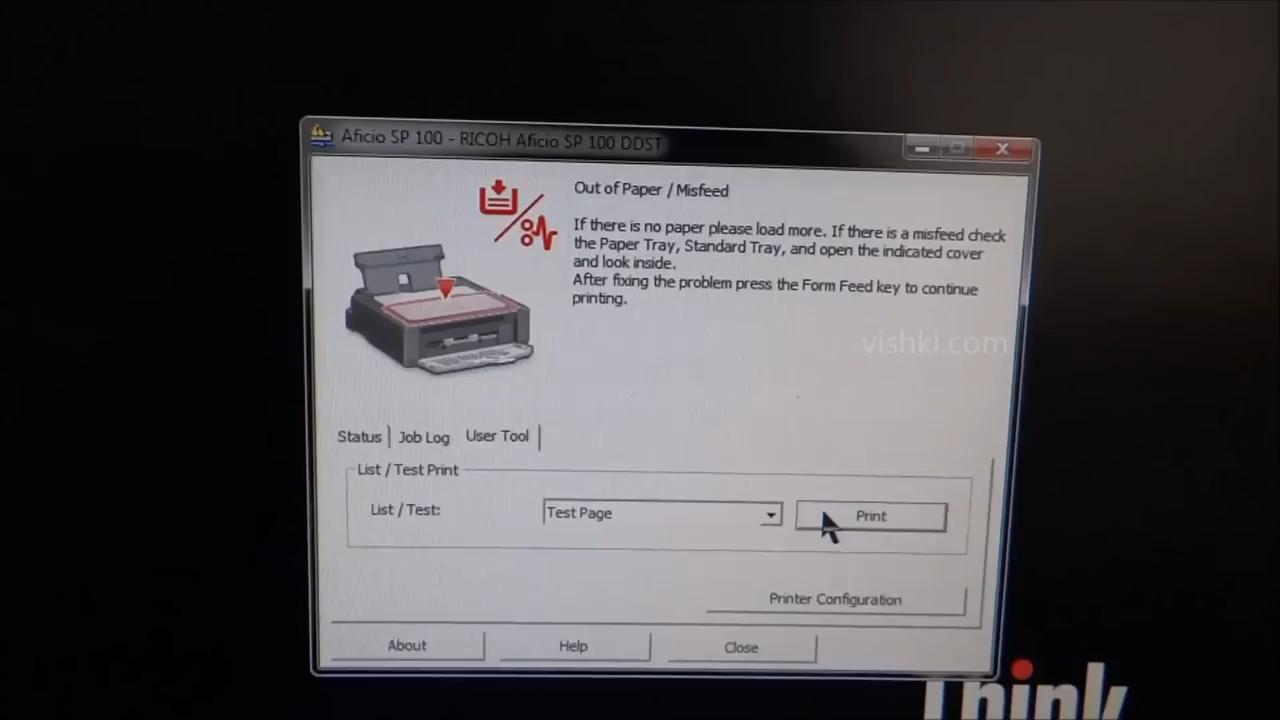 Aficio SP 100 - RICOH Aficio SP 100 DDST
Out of Paper / Misfeed
If there is no paper please load more. If there is a misfeed check
the Paper Tray, Standard Tray, and open the indicated cover
and look inside.
After fixing the problem press the Form Feed key to continue
printing.
vishki.com
Status
Job Log
User Tool
List / Test Print
List / Test:
Test Page
Print
Printer Configuration
About
Help
Close
Think